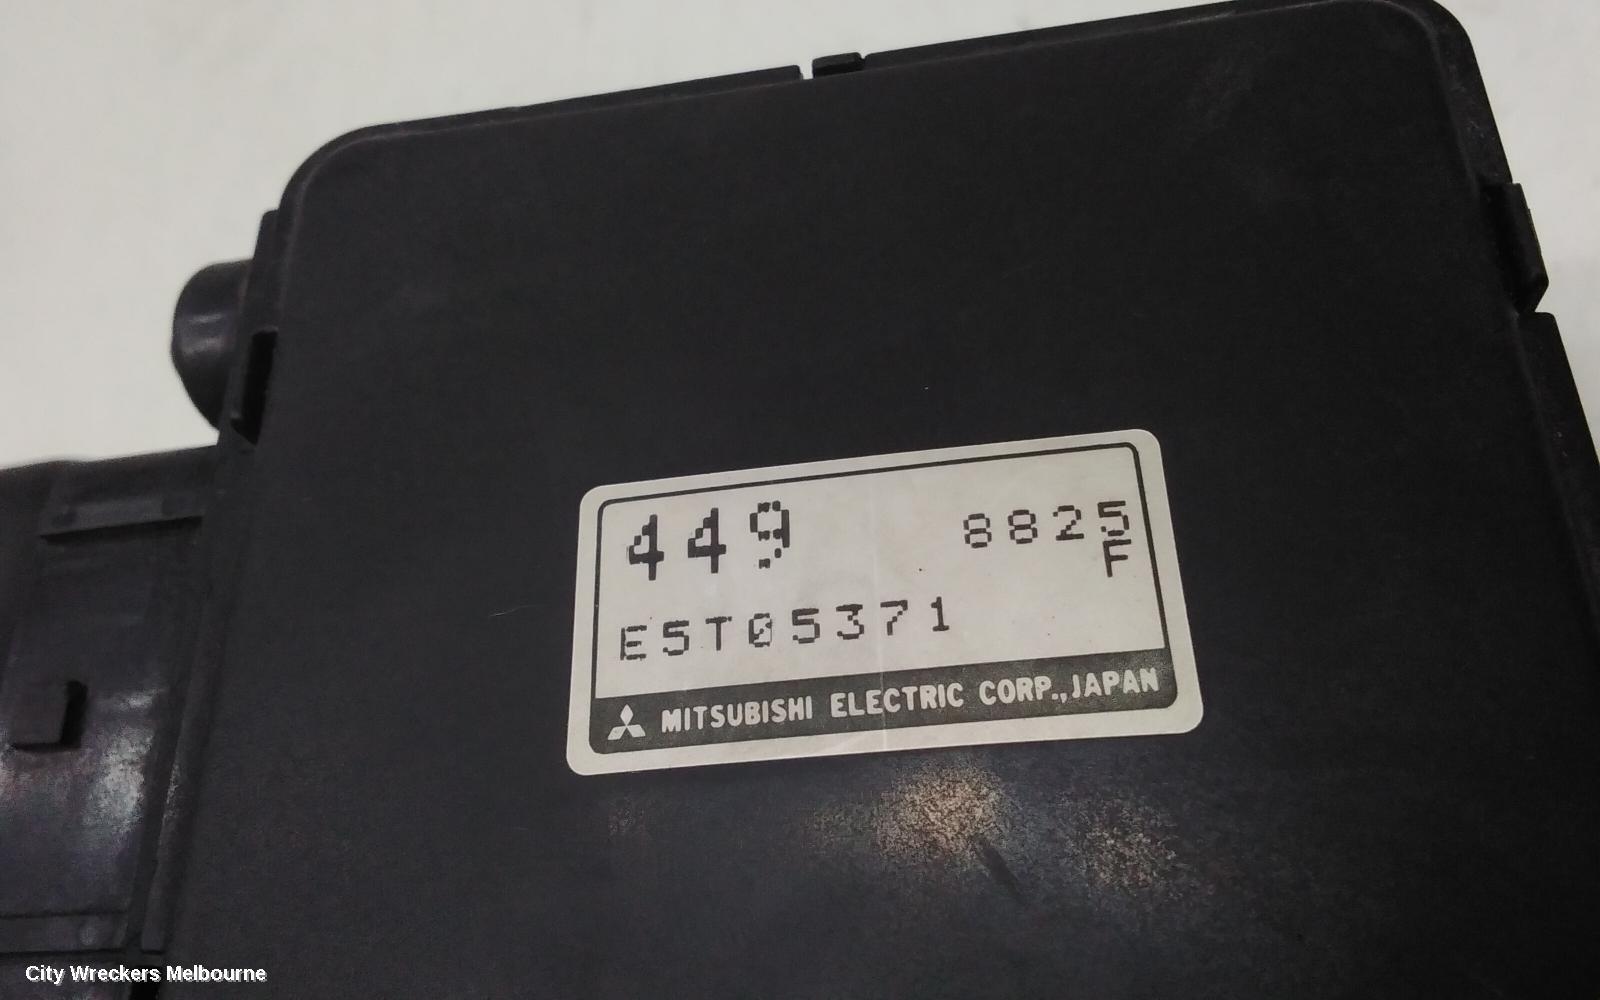 449 8825
F
E5T05371
MITSUBISHI ELECTRIC CORP., JAPAN
City Wreckers Melbourne